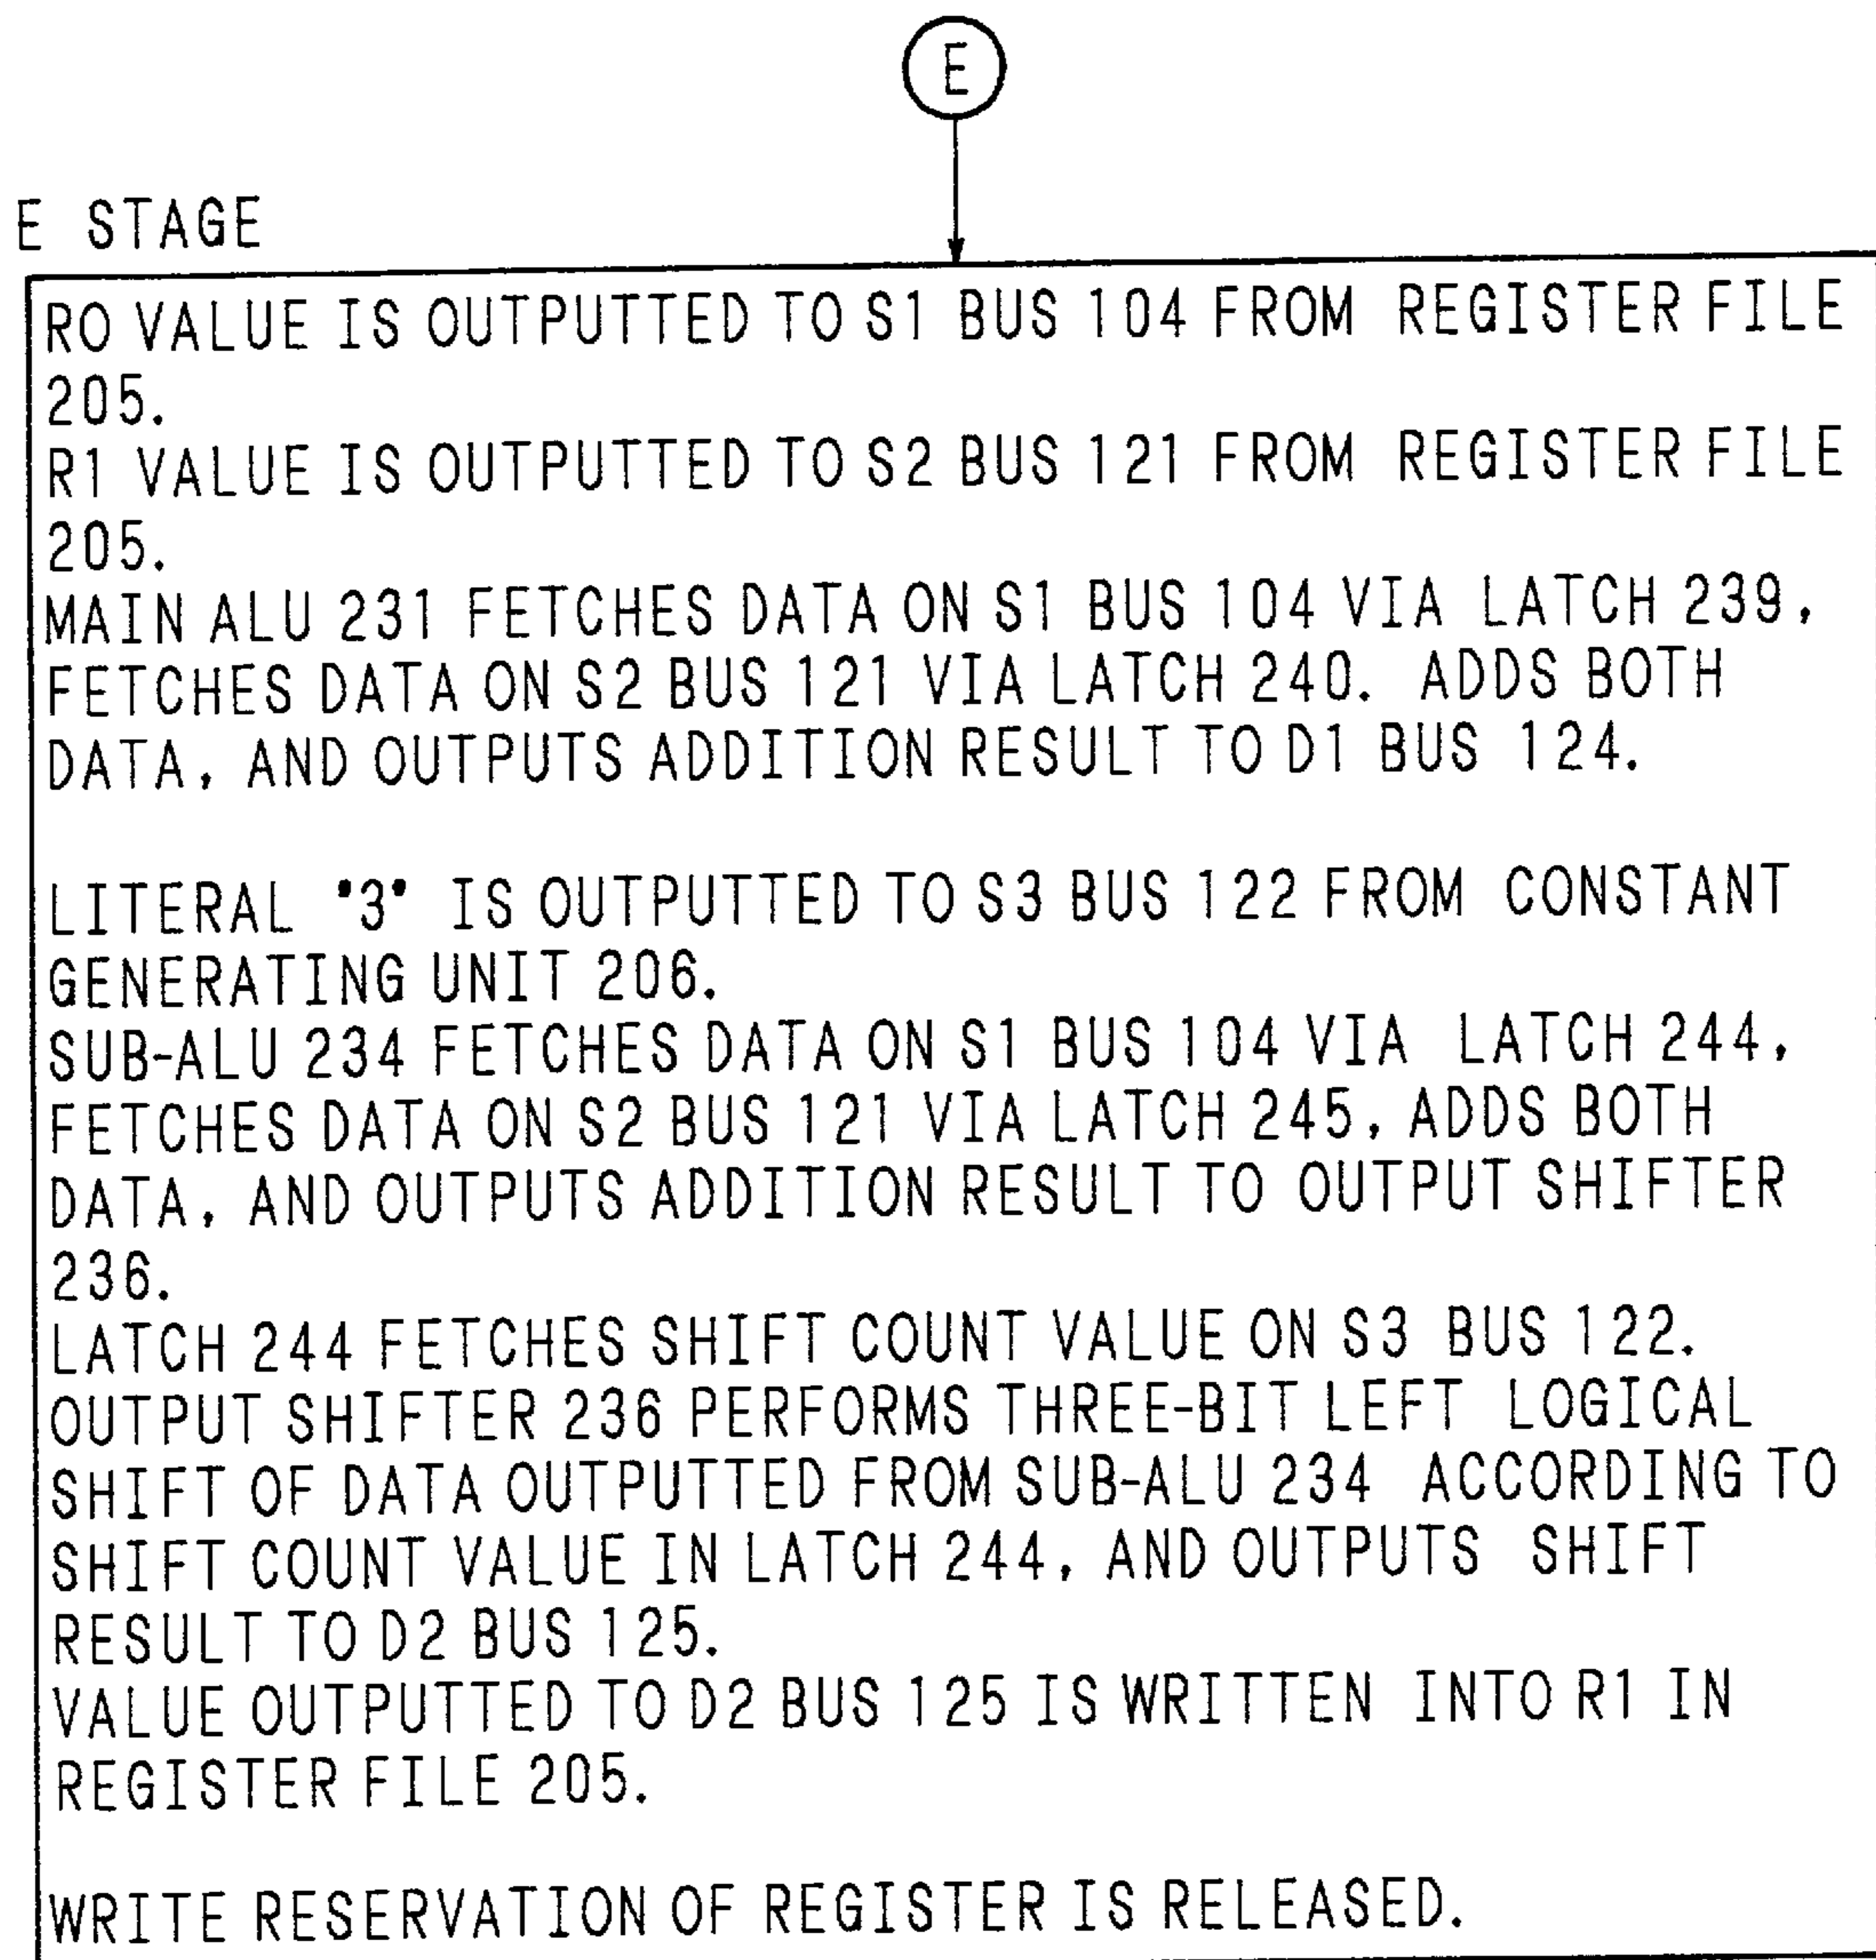 E
E STAGE
RO VALUE IS OUTPUTTED TO S1 BUS 104 FROM REGISTER FILE
205.
R1 VALUE IS OUTPUTTED TO S2 BUS 121 FROM REGISTER FILE
205.
MAIN ALU 231 FETCHES DATA ON S1 BUS 104 VIA LATCH 239,
FETCHES DATA ON S2 BUS 121 VIA LATCH 240. ADDS BOTH
DATA, AND OUTPUTS ADDITION RESULT TO D1 BUS 124.
LITERAL "3" IS OUTPUTTED TO S3 BUS 122 FROM CONSTANT
GENERATING UNIT 206.
SUB-ALU 234 FETCHES DATA ON S1 BUS 104 VIA LATCH 244,
FETCHES DATA ON S2 BUS 121 VIA LATCH 245, ADDS BOTH
DATA, AND OUTPUTS ADDITION RESULT TO OUTPUT SHIFTER
236.
LATCH 244 FETCHES SHIFT COUNT VALUE ON S3 BUS 122.
OUTPUT SHIFTER 236 PERFORMS THREE-BIT LEFT LOGICAL
SHIFT OF DATA OUTPUTTED FROM SUB-ALU 234 ACCORDING TO
SHIFT COUNT VALUE IN LATCH 244, AND OUTPUTS SHIFT
RESULT TO D2 BUS 125.
VALUE OUTPUTTED TO D2 BUS 125 IS WRITTEN INTO R1 IN
REGISTER FILE 205.
WRITE RESERVATION OF REGISTER IS RELEASED.